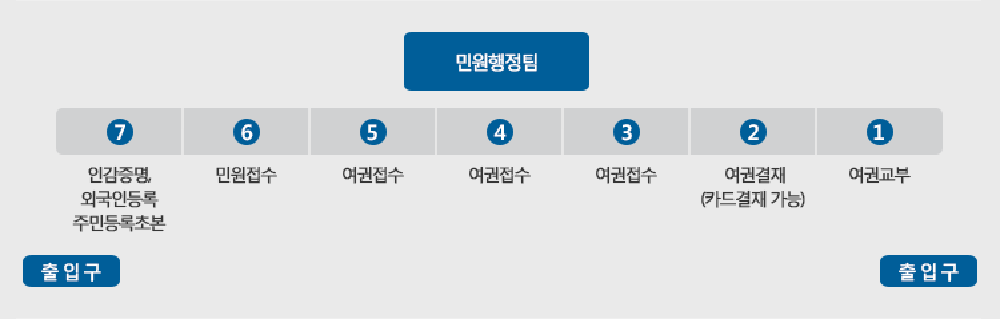 민원행정팀
7 6 5 4 3 2 1
인감증명,
외국인등록
주민등록초본
민원접수
여권접수
여권접수
여권접수
여권결재
(카드결재 가능)
여권교부
출입구
출입구